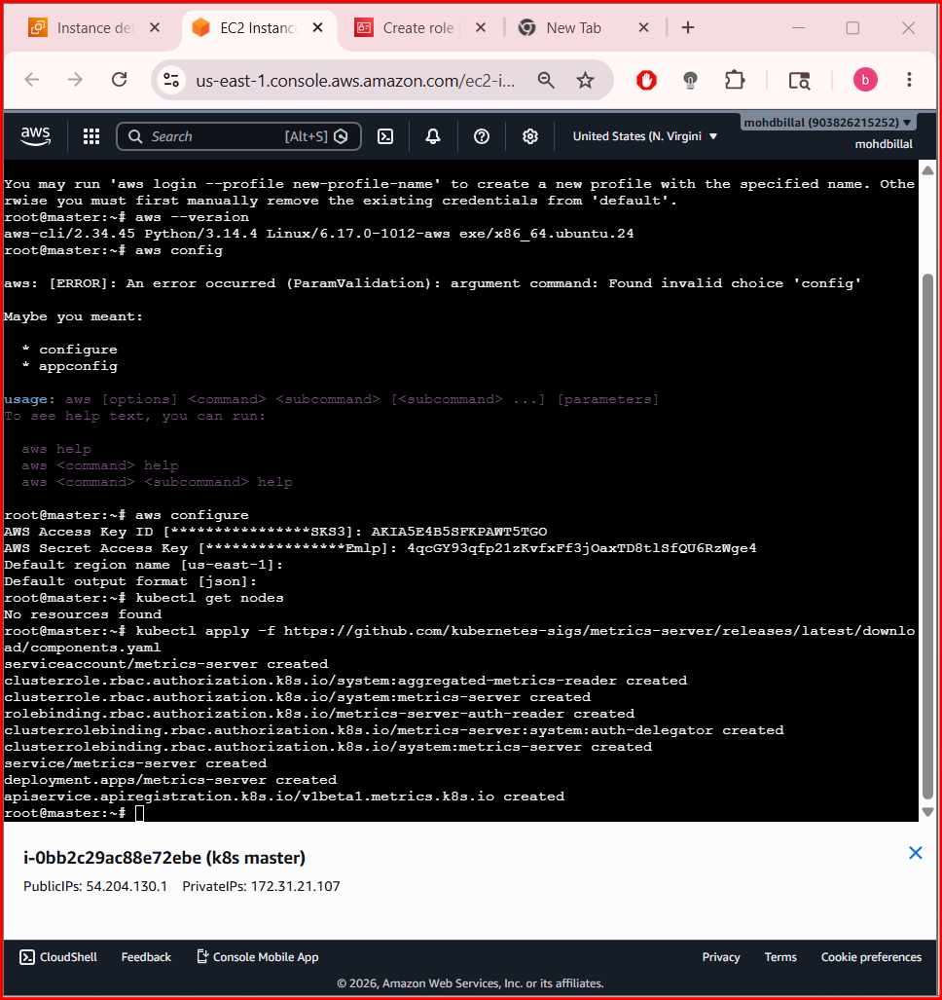 Instance det
EC2 Instanc
Create role
New Tab
us-east-1.console.aws.amazon.com/ec2-i...
b
aws
Search [Alt+S]
United States (N. Virgini
mohdbillal (903826215252)
mohdbillal
You may run 'aws login --profile new-profile-name' to create a new profile with the specified name. Othe
rwise you must first manually remove the existing credentials from 'default'.
root@master:~# aws --version
aws-cli/2.34.45 Python/3.14.4 Linux/6.17.0-1012-aws exe/x86_64.ubuntu.24
root@master:~# aws config
aws: [ERROR]: An error occurred (ParamValidation): argument command: Found invalid choice 'config'
Maybe you meant:
* configure
* appconfig
usage: aws [options] <command> <subcommand> [<subcommand> ...] [parameters]
To see help text, you can run:
aws help
aws <command> help
aws <command> <subcommand> help
root@master:~# aws configure
AWS Access Key ID [****************SKS3]: AKIA5E4B5SFKPAWT5TGO
AWS Secret Access Key [****************Emlp]: 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
Default region name [us-east-1]:
Default output format [json]:
root@master:~# kubectl get nodes
No resources found
root@master:~# kubectl apply -f https://github.com/kubernetes-sigs/metrics-server/releases/latest/downlo
ad/components.yaml
serviceaccount/metrics-server created
clusterrole.rbac.authorization.k8s.io/system:aggregated-metrics-reader created
clusterrole.rbac.authorization.k8s.io/system:metrics-server created
rolebinding.rbac.authorization.k8s.io/metrics-server-auth-reader created
clusterrolebinding.rbac.authorization.k8s.io/metrics-server:system:auth-delegator created
clusterrolebinding.rbac.authorization.k8s.io/system:metrics-server created
service/metrics-server created
deployment.apps/metrics-server created
apiservice.apiregistration.k8s.io/v1beta1.metrics.k8s.io created
root@master:~#
i-0bb2c29ac88e72ebe (k8s master)
PublicIPs: 54.204.130.1 PrivateIPs: 172.31.21.107
CloudShell Feedback Console Mobile App Privacy Terms Cookie preferences
© 2026, Amazon Web Services, Inc. or its affiliates.